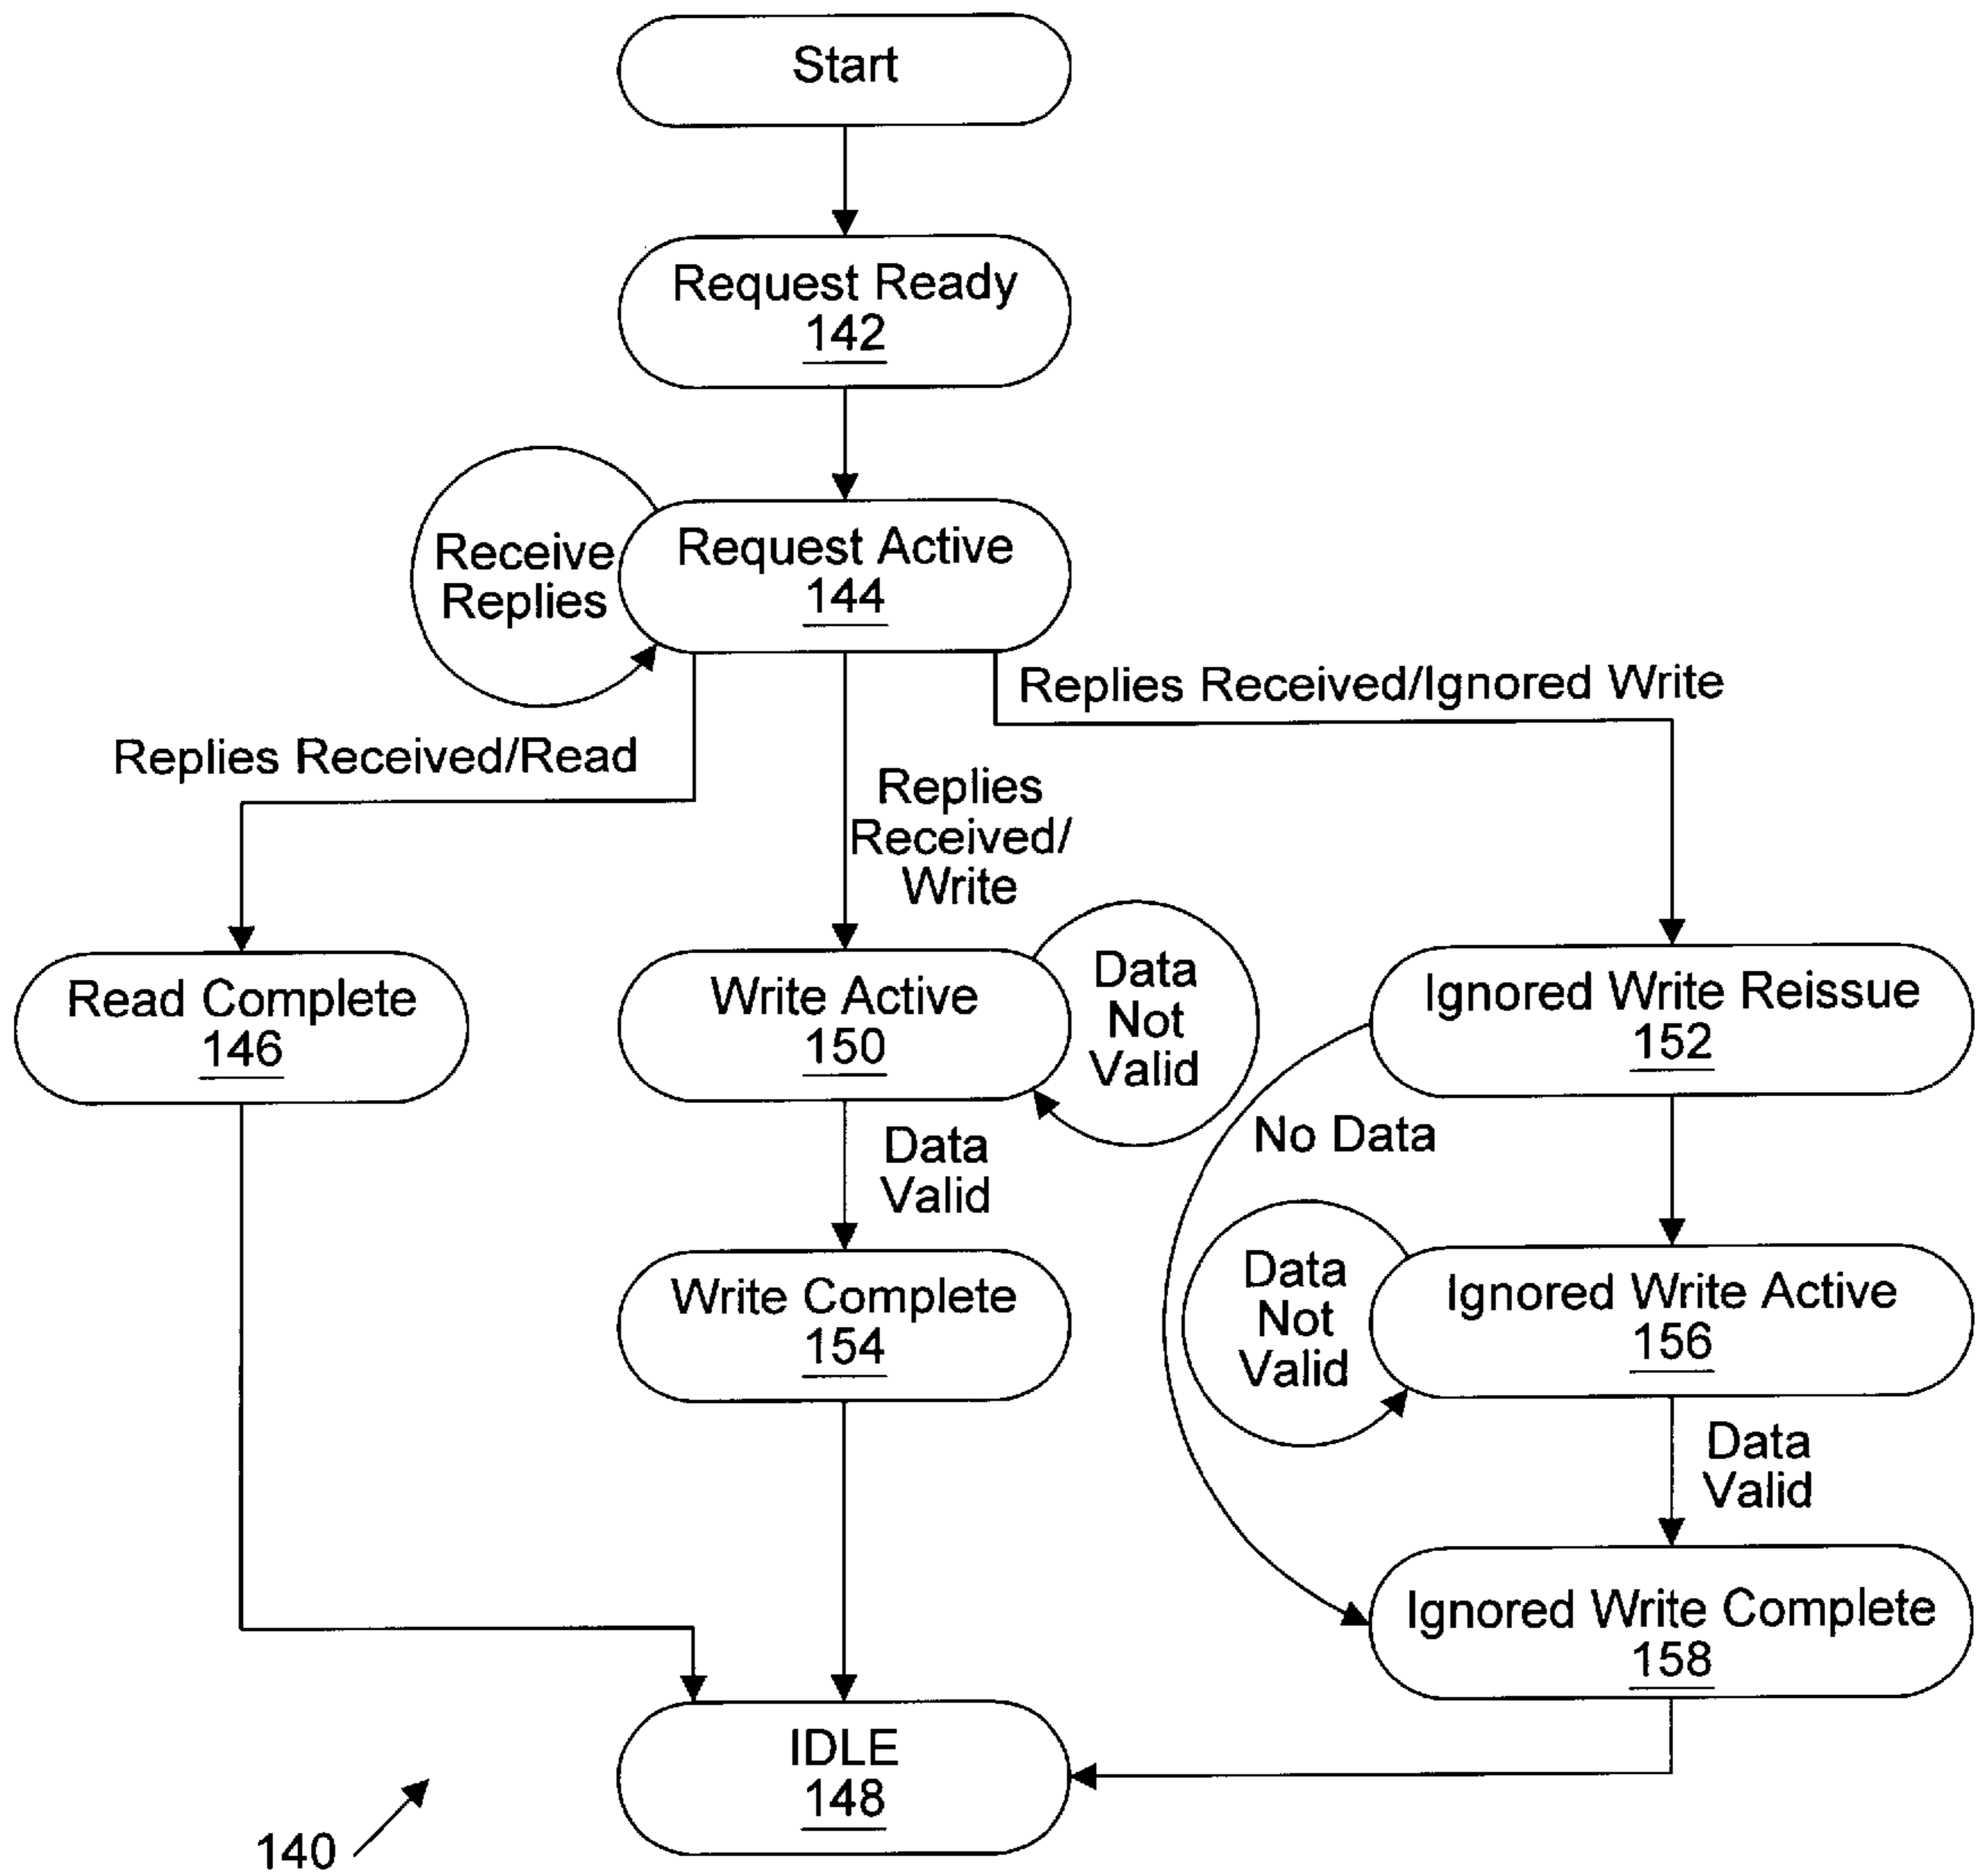 Start
Request Ready
142
Receive
Replies
Request Active
144
Replies Received/Ignored Write
Replies Received/Read
Replies
Received/
Write
Read Complete
146
Write Active
150
Data
Not
Valid
Ignored Write Reissue
152
Data
Valid
No Data
Write Complete
154
Data
Not
Valid
Ignored Write Active
156
Data
Valid
Ignored Write Complete
158
IDLE
148
140